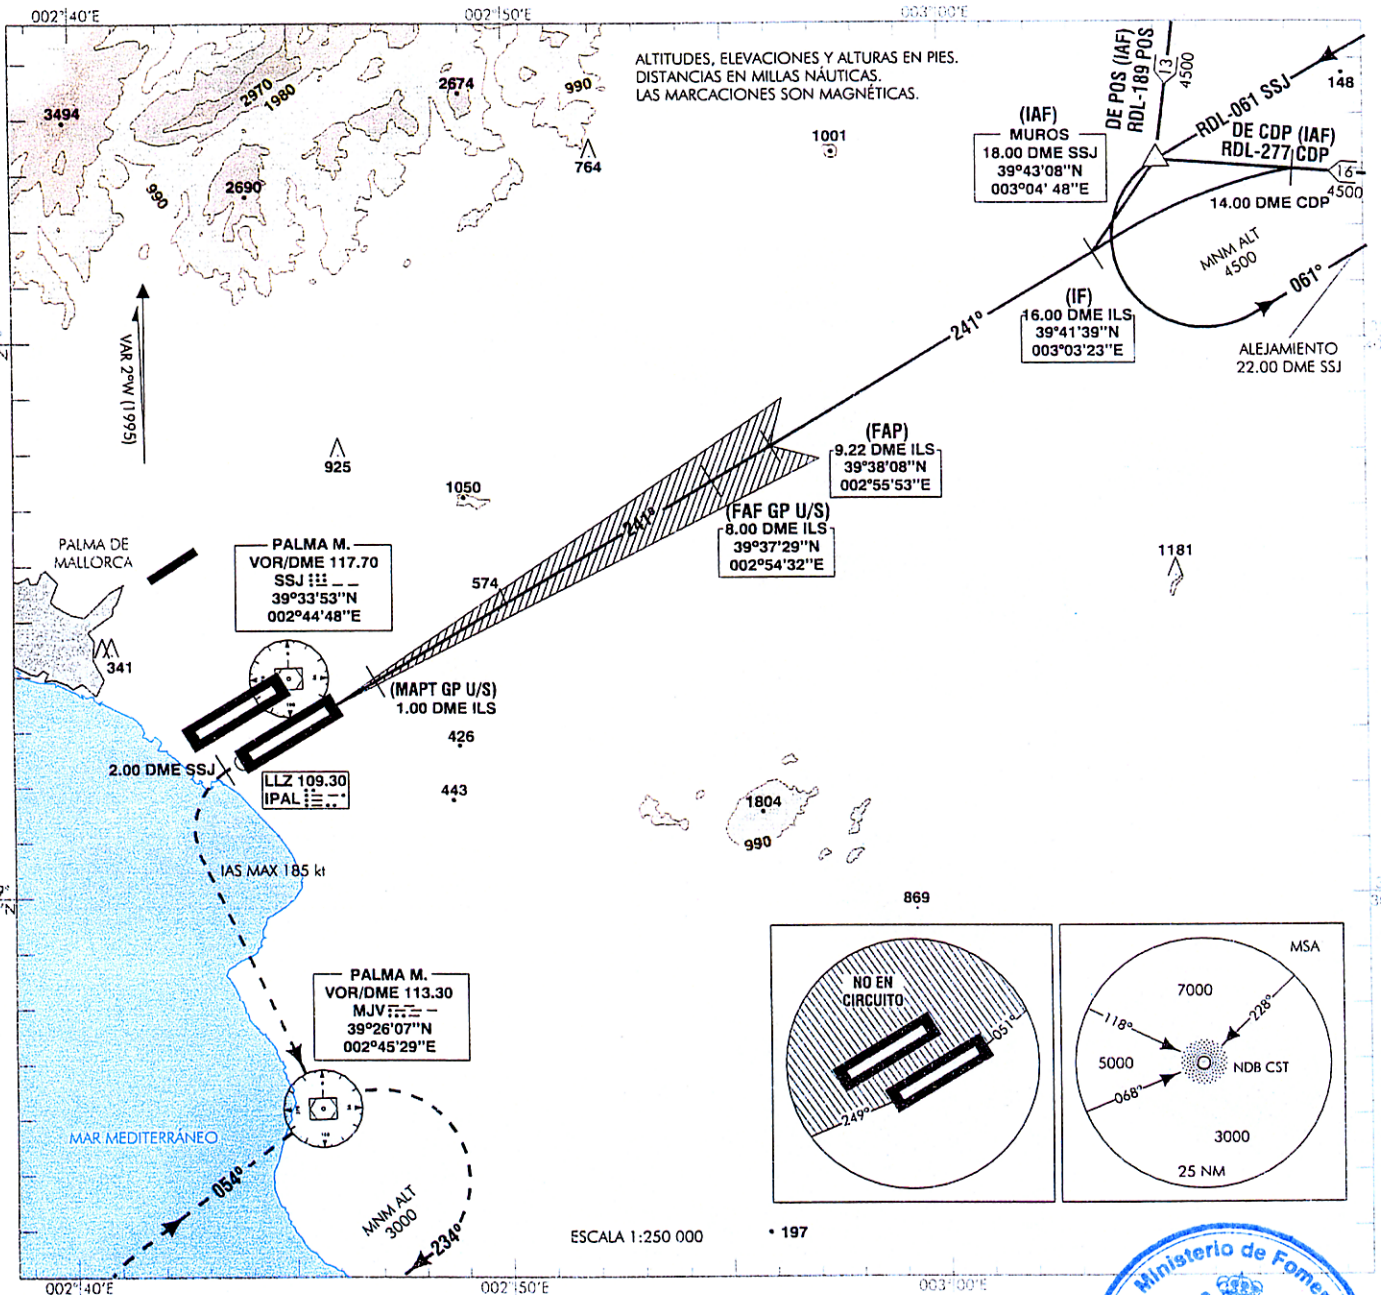 002°40'E
002°50'E
003°00'E
ALTITUDES, ELEVACIONES Y ALTURAS EN PIES.
DISTANCIAS EN MILLAS NÁUTICAS.
LAS MARCACIONES SON MAGNÉTICAS.
3494
2970
1980
2674
990
764
2690
990
1001
(IAF)
MUROS
18.00 DME SSJ
39°43'08''N
003°04' 48''E
DE POS (IAF)
RDL-189 POS
13
4500
148
RDL-061 SSJ
DE CDP (IAF)
RDL-277 CDP
16
4500
14.00 DME CDP
MNM ALT
4500
061°
ALEJAMIENTO
22.00 DME SSJ
(IF)
16.00 DME ILS
39°41'39''N
003°03'23''E
241°
VAR 2°W (1995)
925
1050
(FAP)
9.22 DME ILS
39°38'08''N
002°55'53''E
241°
(FAF GP U/S)
8.00 DME ILS
39°37'29''N
002°54'32''E
1181
PALMA DE
MALLORCA
PALMA M.
VOR/DME 117.70
SSJ
39°33'53''N
002°44'48''E
574
341
(MAPT GP U/S)
1.00 DME ILS
426
2.00 DME SSJ
LLZ 109.30
IPAL
443
1804
990
IAS MAX 185 kt
869
PALMA M.
VOR/DME 113.30
MJV
39°26'07''N
002°45'29''E
NO EN
CIRCUITO
051°
249°
MSA
7000
118°
228°
5000
NDB CST
068°
3000
25 NM
MAR MEDITERRÁNEO
054°
MNM ALT
3000
234°
ESCALA 1:250 000
197
Ministerio de Fomen
002°40'E
002°50'E
003°00'E